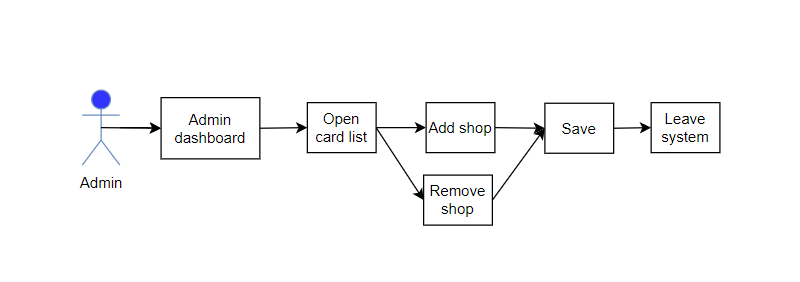 Admin
Admin
dashboard
Open
card list
Add shop
Remove
shop
Save
Leave
system